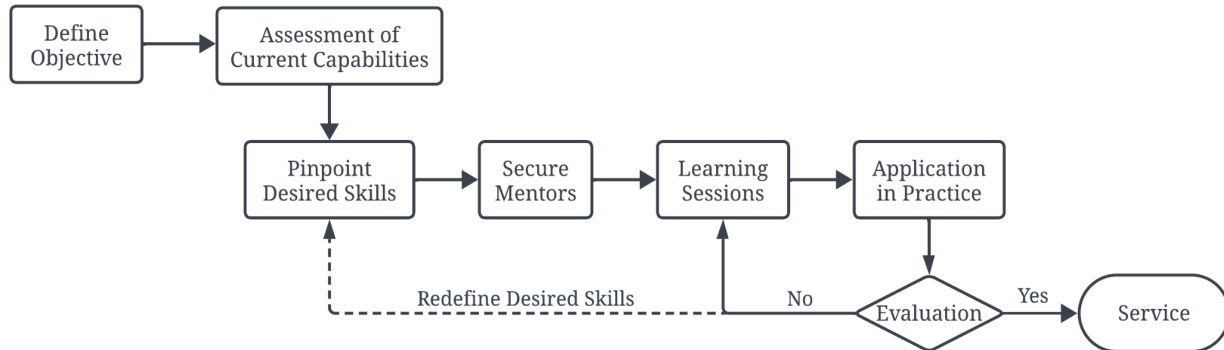 Define
Objective
Assessment of
Current Capabilities
Pinpoint
Desired Skills
Secure
Mentors
Learning
Sessions
Application
in Practice
Redefine Desired Skills
No
Evaluation
Yes
Service